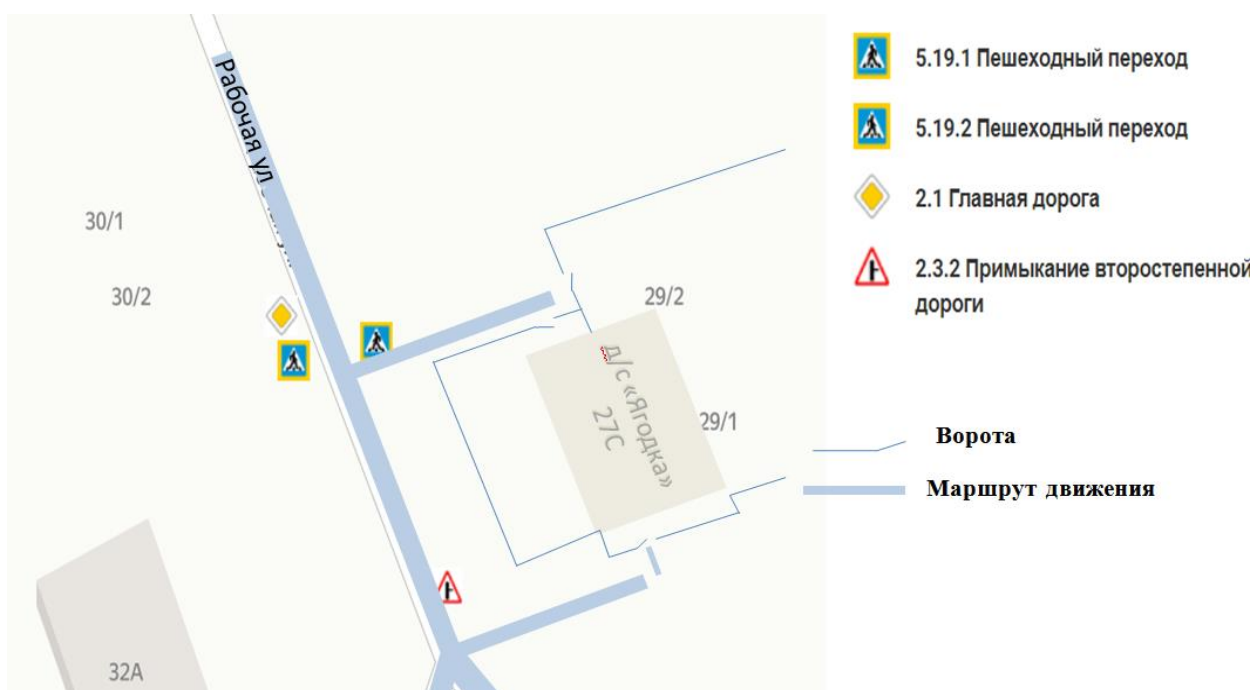 Рабочая ул
30/1
30/2
29/2
д/с «Ягодка»
27С
29/1
32А
5.19.1 Пешеходный переход
5.19.2 Пешеходный переход
2.1 Главная дорога
2.3.2 Примыкание второстепенной
дороги
Ворота
Маршрут движения